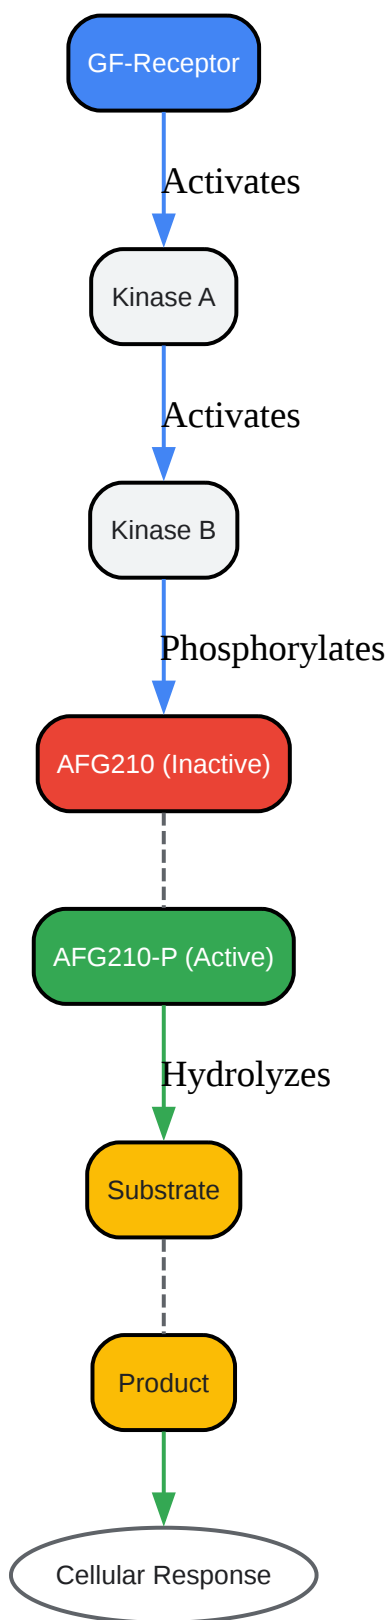 GF-Receptor
Activates
Kinase A
Activates
Kinase B
Phosphorylates
AFG210 (Inactive)
AFG210-P (Active)
Hydrolyzes
Substrate
Product
Cellular Response